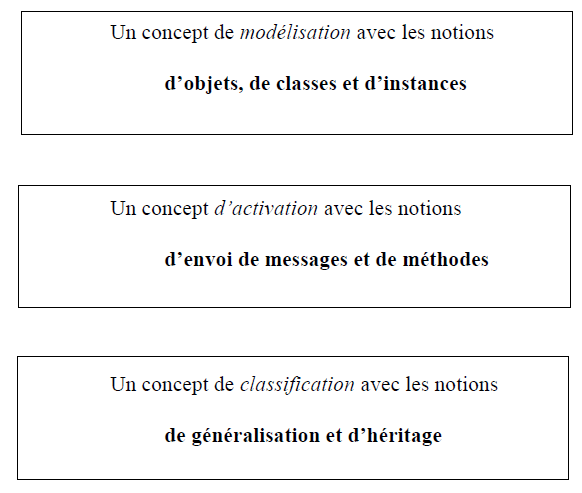 Un concept de modélisation avec les notions
d'objets, de classes et d'instances
Un concept d'activation avec les notions
d'envoi de messages et de méthodes
Un concept de classification avec les notions
de généralisation et d'héritage